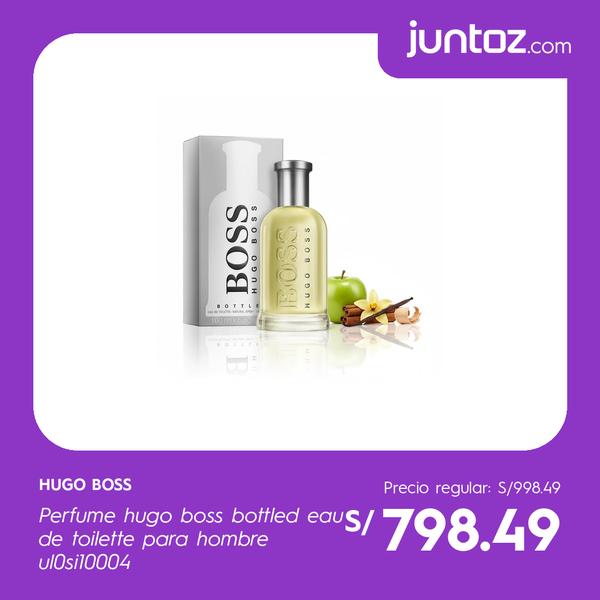 juntoz.com
BOSS
HUGO BOSS
BOTTLE
BOSS
HUGO BOSS
HUGO BOSS
Perfume hugo boss bottled eau
de toilette para hombre
ul0si10004
Precio regular: S/998.49
S/ 798.49